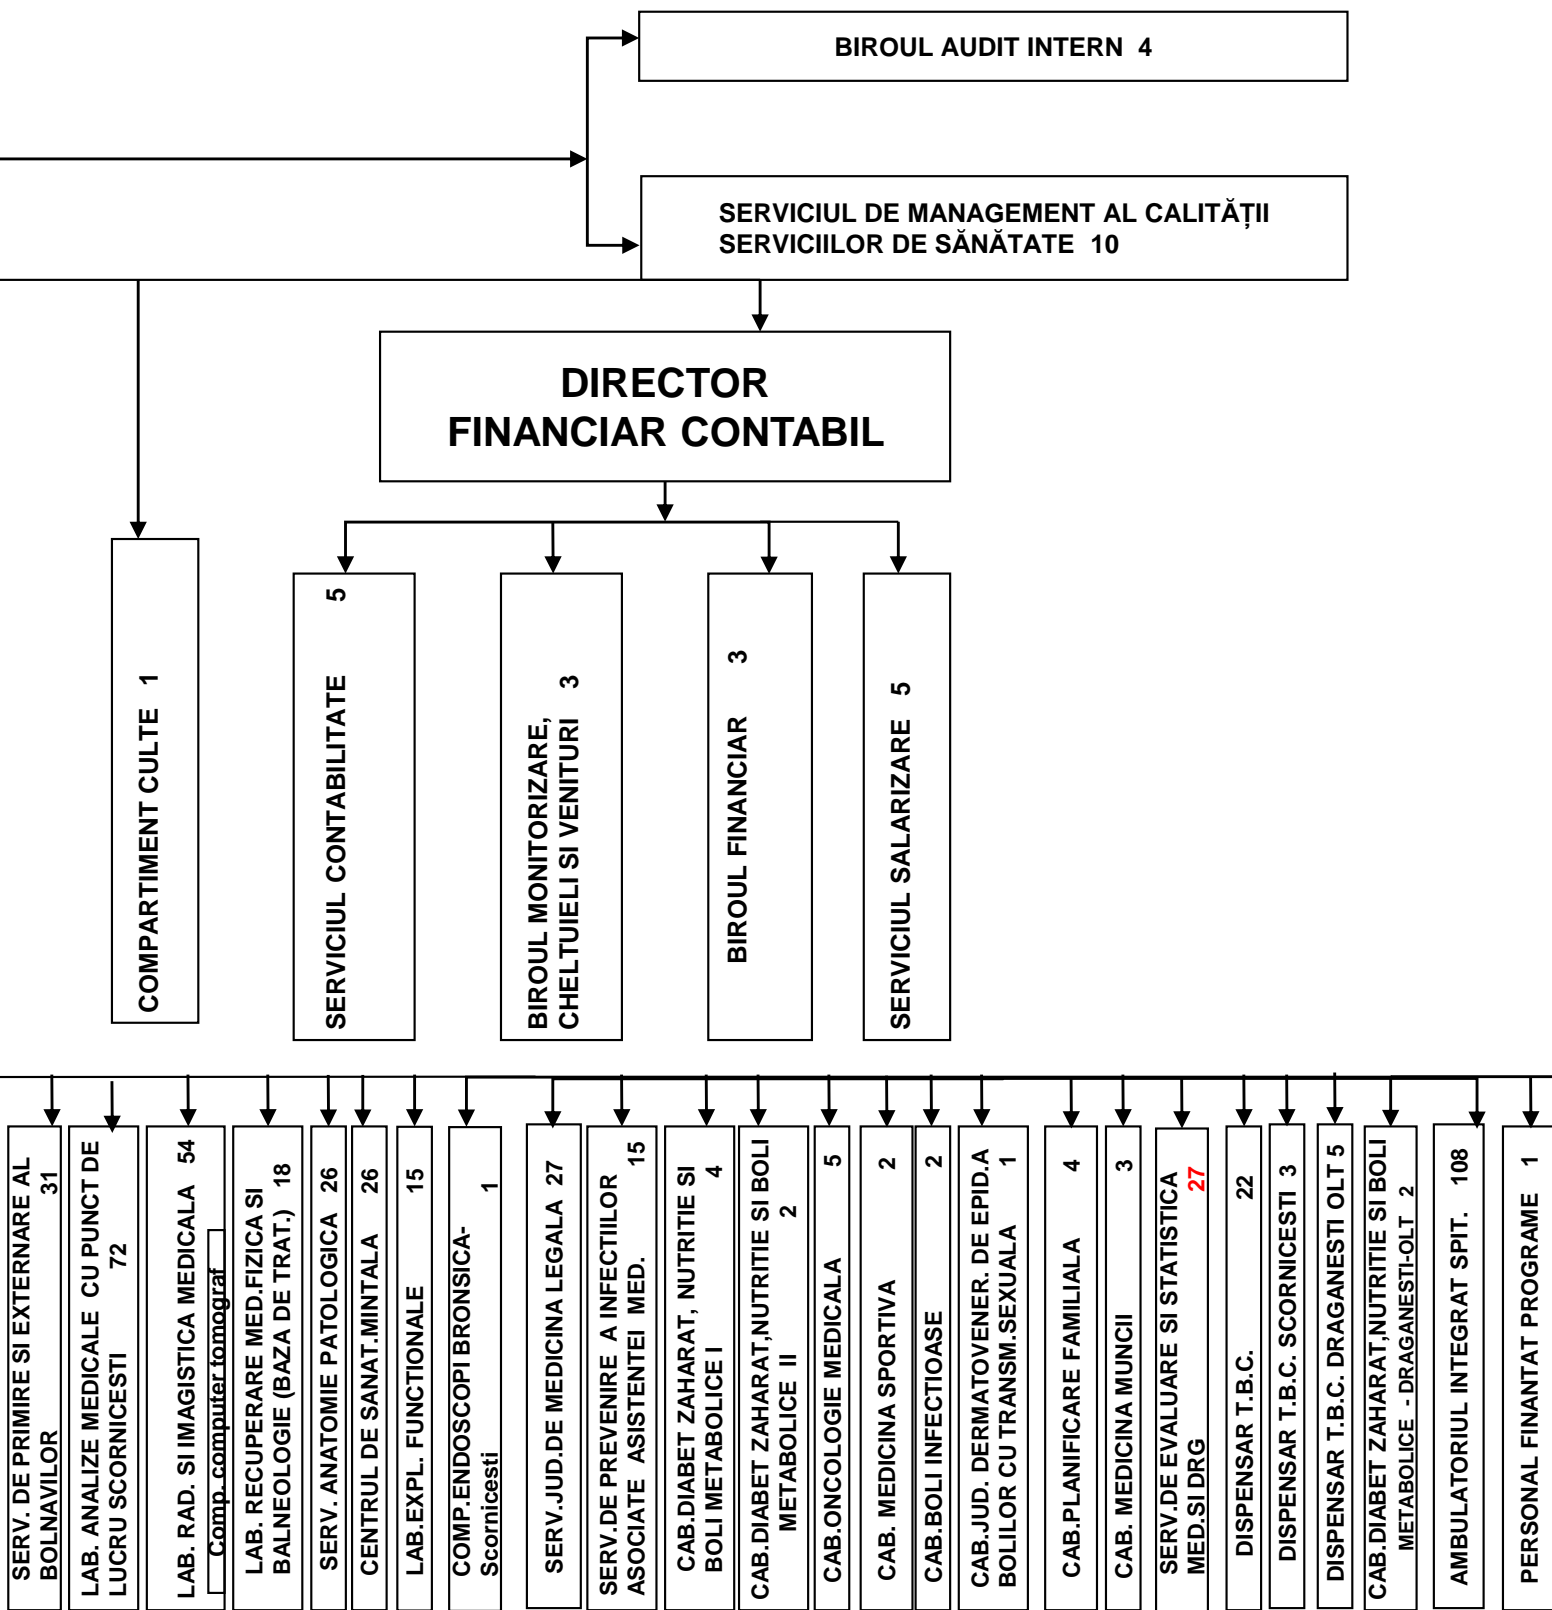 BIROUL AUDIT INTERN 4
SERVICIUL DE MANAGEMENT AL CALITĂȚII
SERVICIILOR DE SĂNĂTATE 10
DIRECTOR
FINANCIAR CONTABIL
COMPARTIMENT CULTE 1
SERVICIUL CONTABILITATE 5
BIROUL MONITORIZARE,
CHELTUIELI SI VENITURI 3
BIROUL FINANCIAR 3
SERVICIUL SALARIZARE 5
SERV. DE PRIMIRE SI EXTERNARE AL
BOLNAVILOR 31
LAB. ANALIZE MEDICALE CU PUNCT DE
LUCRU SCORNICESTI 72
LAB. RAD. SI IMAGISTICA MEDICALA 54
Comp. computer tomograf
LAB. RECUPERARE MED.FIZICA SI
BALNEOLOGIE (BAZA DE TRAT.) 18
SERV. ANATOMIE PATOLOGICA 26
CENTRUL DE SANAT.MINTALA 26
LAB.EXPL. FUNCTIONALE 15
COMP.ENDOSCOPI BRONSICA-
Scornicesti 1
SERV.JUD.DE MEDICINA LEGALA 27
SERV.DE PREVENIRE A INFECTIILOR
ASOCIATE ASISTENTEI MED. 15
CAB.DIABET ZAHARAT, NUTRITIE SI
BOLI METABOLICE I 4
CAB.DIABET ZAHARAT,NUTRITIE SI BOLI
METABOLICE II 2
CAB.ONCOLOGIE MEDICALA 5
CAB. MEDICINA SPORTIVA 2
CAB.BOLI INFECTIOASE 2
CAB.JUD. DERMATOVENER. DE EPID.A
BOLILOR CU TRANSM.SEXUALA 1
CAB.PLANIFICARE FAMILIALA 4
CAB. MEDICINA MUNCII 3
SERV.DE EVALUARE SI STATISTICA
MED.SI DRG 27
DISPENSAR T.B.C. 22
DISPENSAR T.B.C. SCORNICESTI 3
DISPENSAR T.B.C. DRAGANESTI OLT 5
CAB.DIABET ZAHARAT,NUTRITIE SI BOLI
METABOLICE - DRAGANESTI-OLT 2
AMBULATORIUL INTEGRAT SPIT. 108
PERSONAL FINANTAT PROGRAME 1